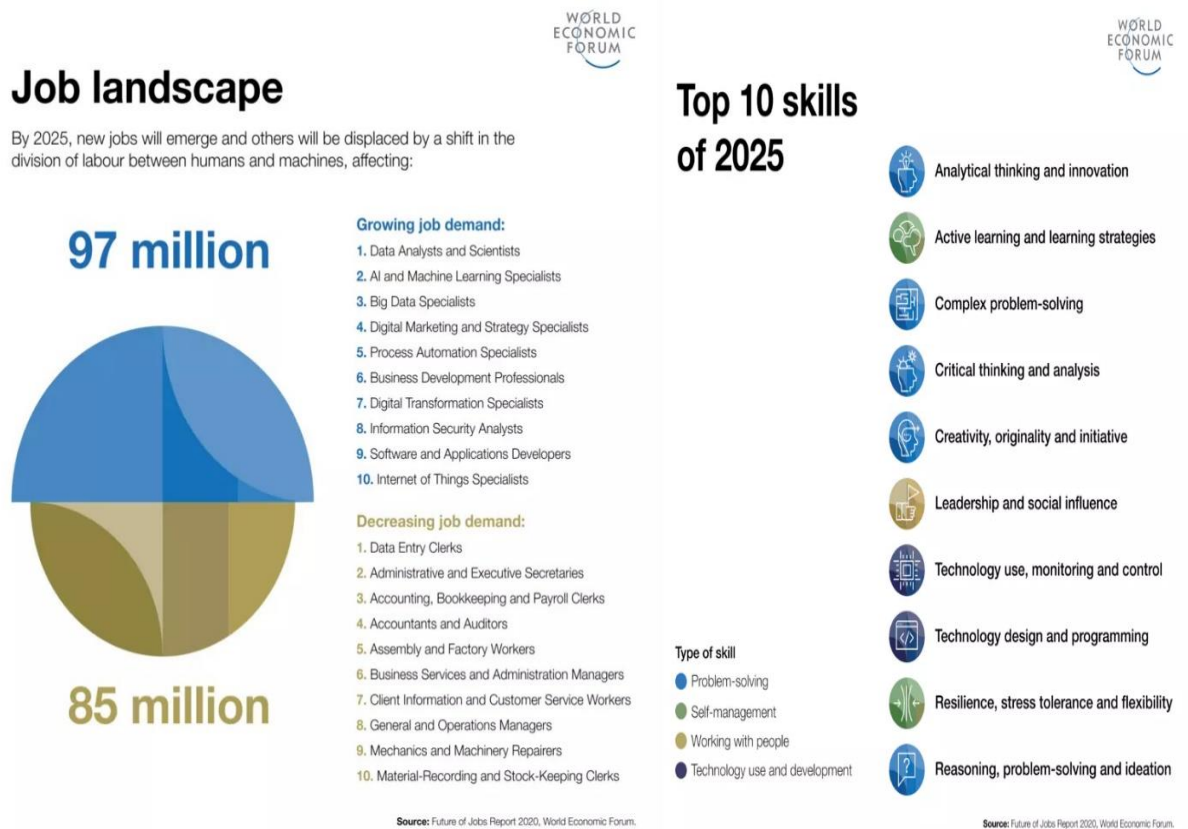 WORLD
ECONOMIC
FORUM
Job landscape
By 2025, new jobs will emerge and others will be displaced by a shift in the
division of labour between humans and machines, affecting:
97 million
85 million
Growing job demand:
1. Data Analysts and Scientists
2. AI and Machine Learning Specialists
3. Big Data Specialists
4. Digital Marketing and Strategy Specialists
5. Process Automation Specialists
6. Business Development Professionals
7. Digital Transformation Specialists
8. Information Security Analysts
9. Software and Applications Developers
10. Internet of Things Specialists
Decreasing job demand:
1. Data Entry Clerks
2. Administrative and Executive Secretaries
3. Accounting, Bookkeeping and Payroll Clerks
4. Accountants and Auditors
5. Assembly and Factory Workers
6. Business Services and Administration Managers
7. Client Information and Customer Service Workers
8. General and Operations Managers
9. Mechanics and Machinery Repairers
10. Material-Recording and Stock-Keeping Clerks
Source: Future of Jobs Report 2020, World Economic Forum.
WORLD
ECONOMIC
FORUM
Top 10 skills
of 2025
Analytical thinking and innovation
Active learning and learning strategies
Complex problem-solving
Critical thinking and analysis
Creativity, originality and initiative
Leadership and social influence
Technology use, monitoring and control
</>
Technology design and programming
Resilience, stress tolerance and flexibility
?
Reasoning, problem-solving and ideation
Type of skill
Problem-solving
Self-management
Working with people
Technology use and development
Source: Future of Jobs Report 2020, World Economic Forum.